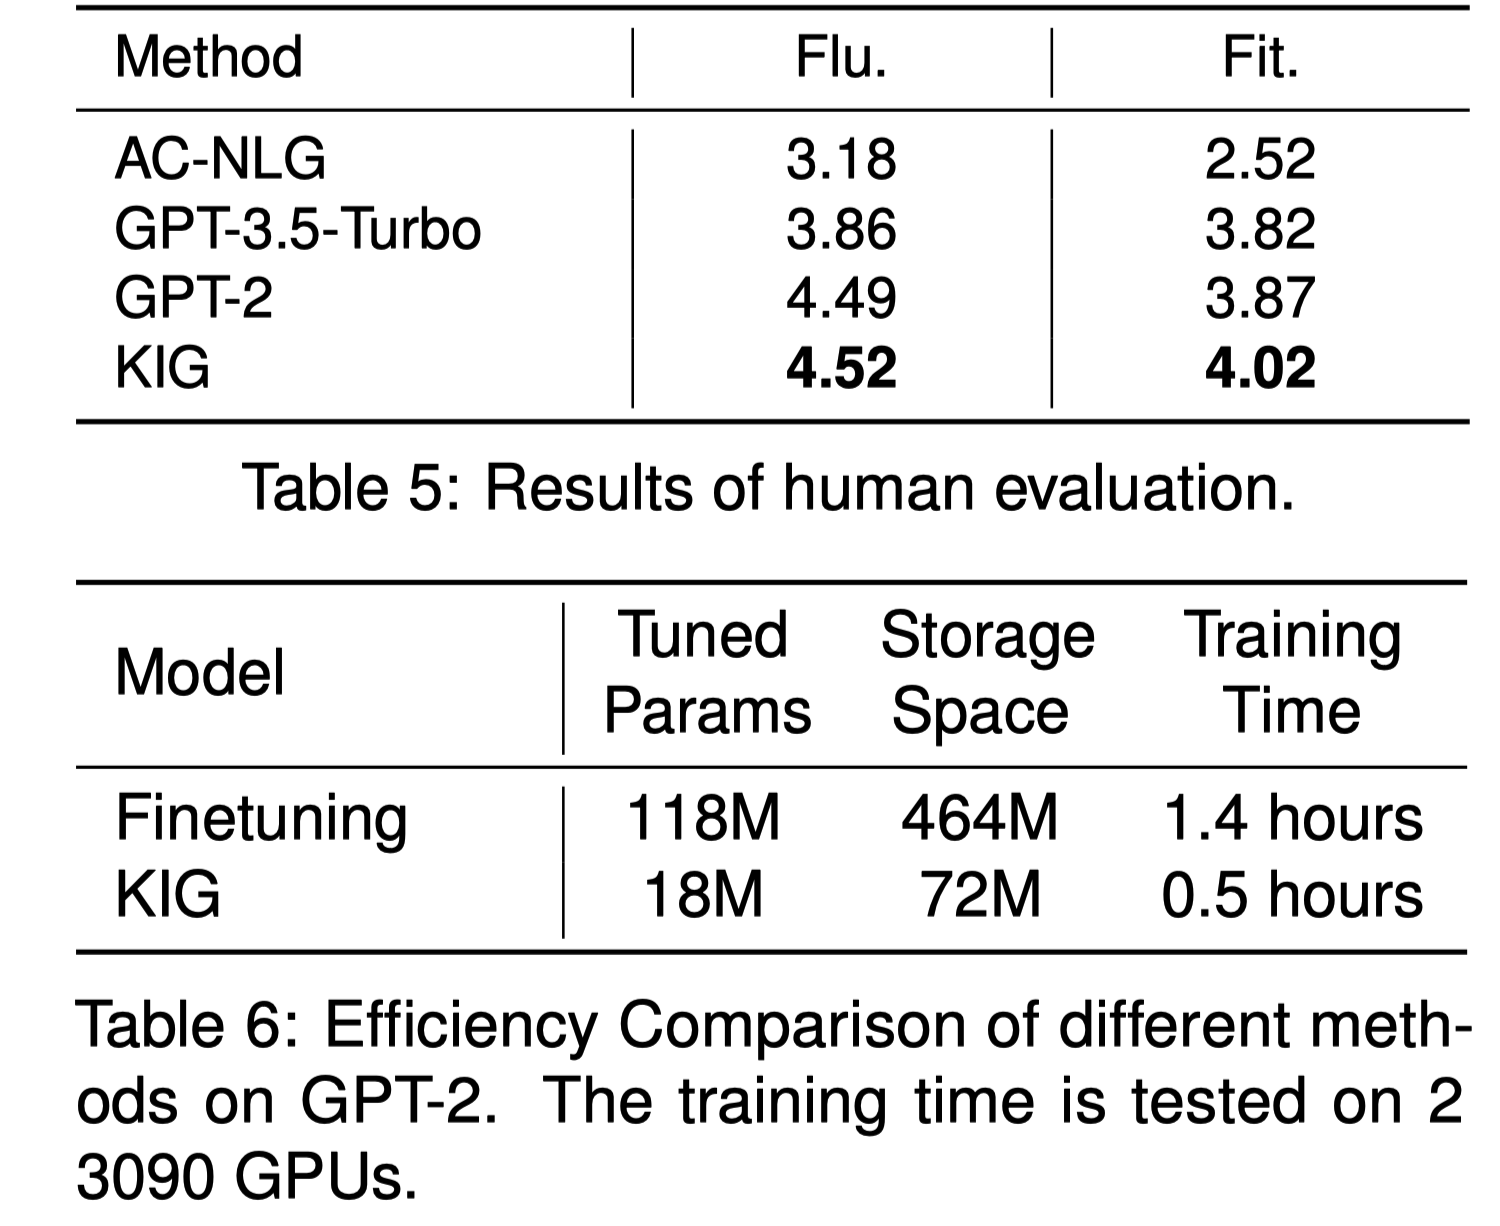 Method Flu. Fit.
AC-NLG 3.18 2.52
GPT-3.5-Turbo 3.86 3.82
GPT-2 4.49 3.87
KIG 4.52 4.02
Table 5: Results of human evaluation.
Model Tuned Params Storage Space Training Time
Finetuning 118M 464M 1.4 hours
KIG 18M 72M 0.5 hours
Table 6: Efficiency Comparison of different meth-
ods on GPT-2. The training time is tested on 2
3090 GPUs.